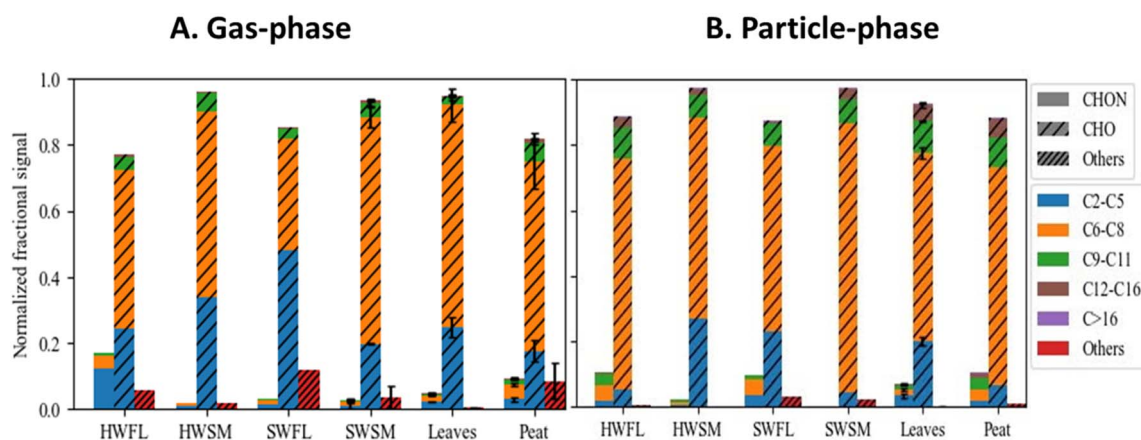 A. Gas-phase
B. Particle-phase
Normalized fractional signal
1.0
0.8
0.6
0.4
0.2
0.0
HWFL HWSM SWFL SWSM Leaves Peat
HWFL HWSM SWFL SWSM Leaves Peat
CHON
CHO
Others
C2-C5
C6-C8
C9-C11
C12-C16
C>16
Others